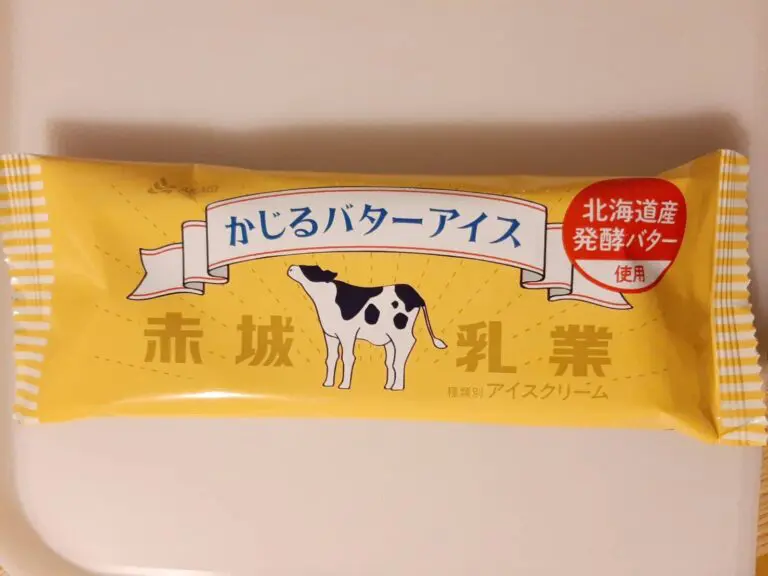 かじるバターアイス
北海道産
発酵バター
使用
赤城 乳業
種類別 アイスクリーム